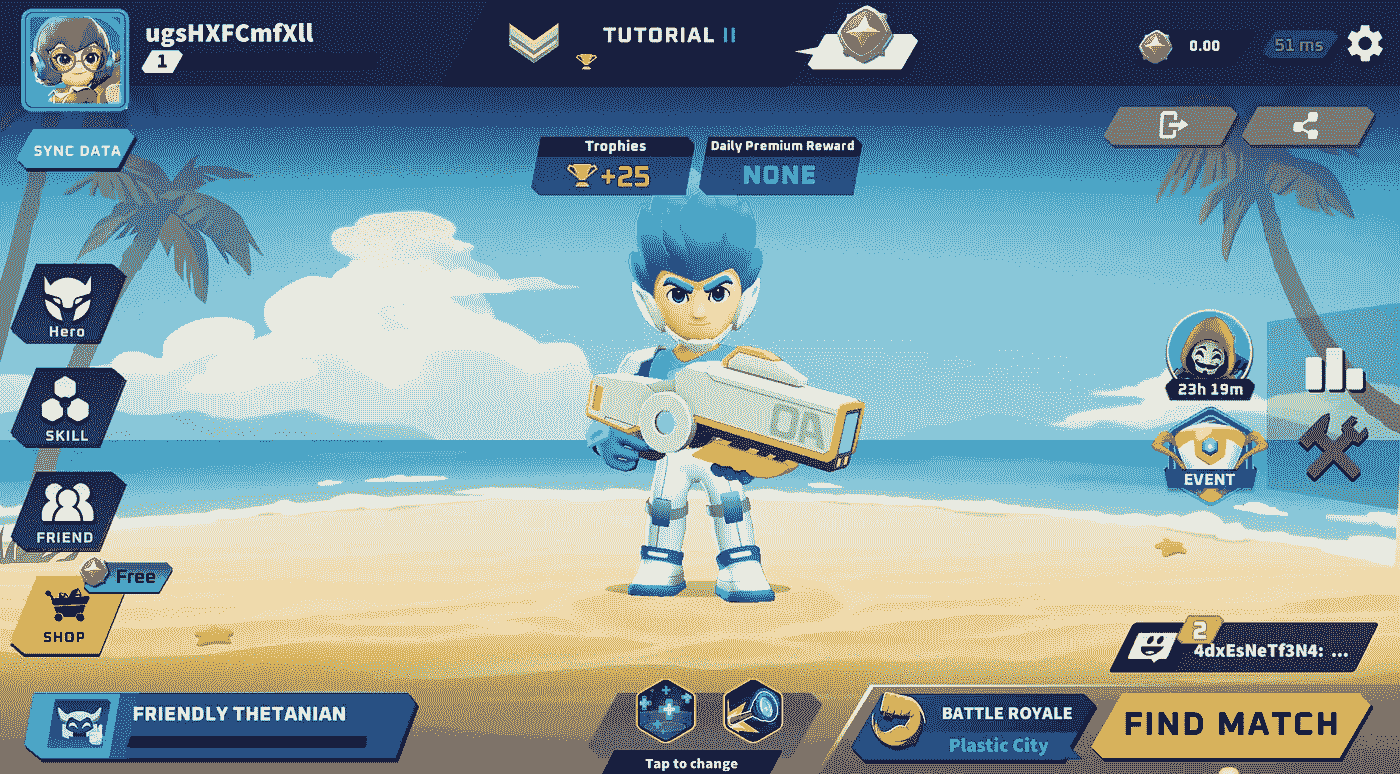 ugsHXFCmfXll
1
TUTORIAL II
0.00
51 ms
SYNC DATA
Trophies
+25
Daily Premium Reward
NONE
Hero
SKILL
FRIEND
Free
SHOP
OA
23h 19m
EVENT
2
4dxEsNeTf3N4: ...
FRIENDLY THETANIAN
Tap to change
BATTLE ROYALE
Plastic City
FIND MATCH